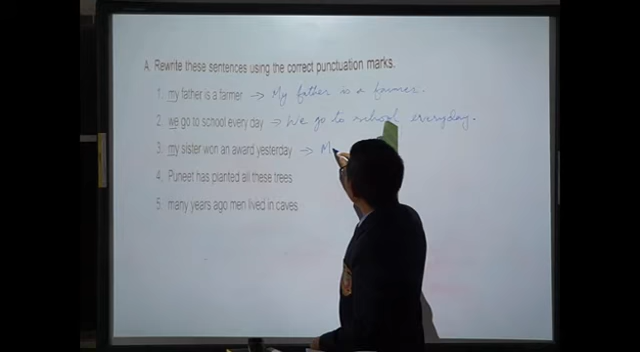 A. Rewrite these sentences using the correct punctuation marks.
1. my father is a farmer → My father is a farmer.
2. we go to school every day → We go to school everyday.
3. my sister won an award yesterday → M
4. Puneet has planted all these trees
5. many years ago men lived in caves